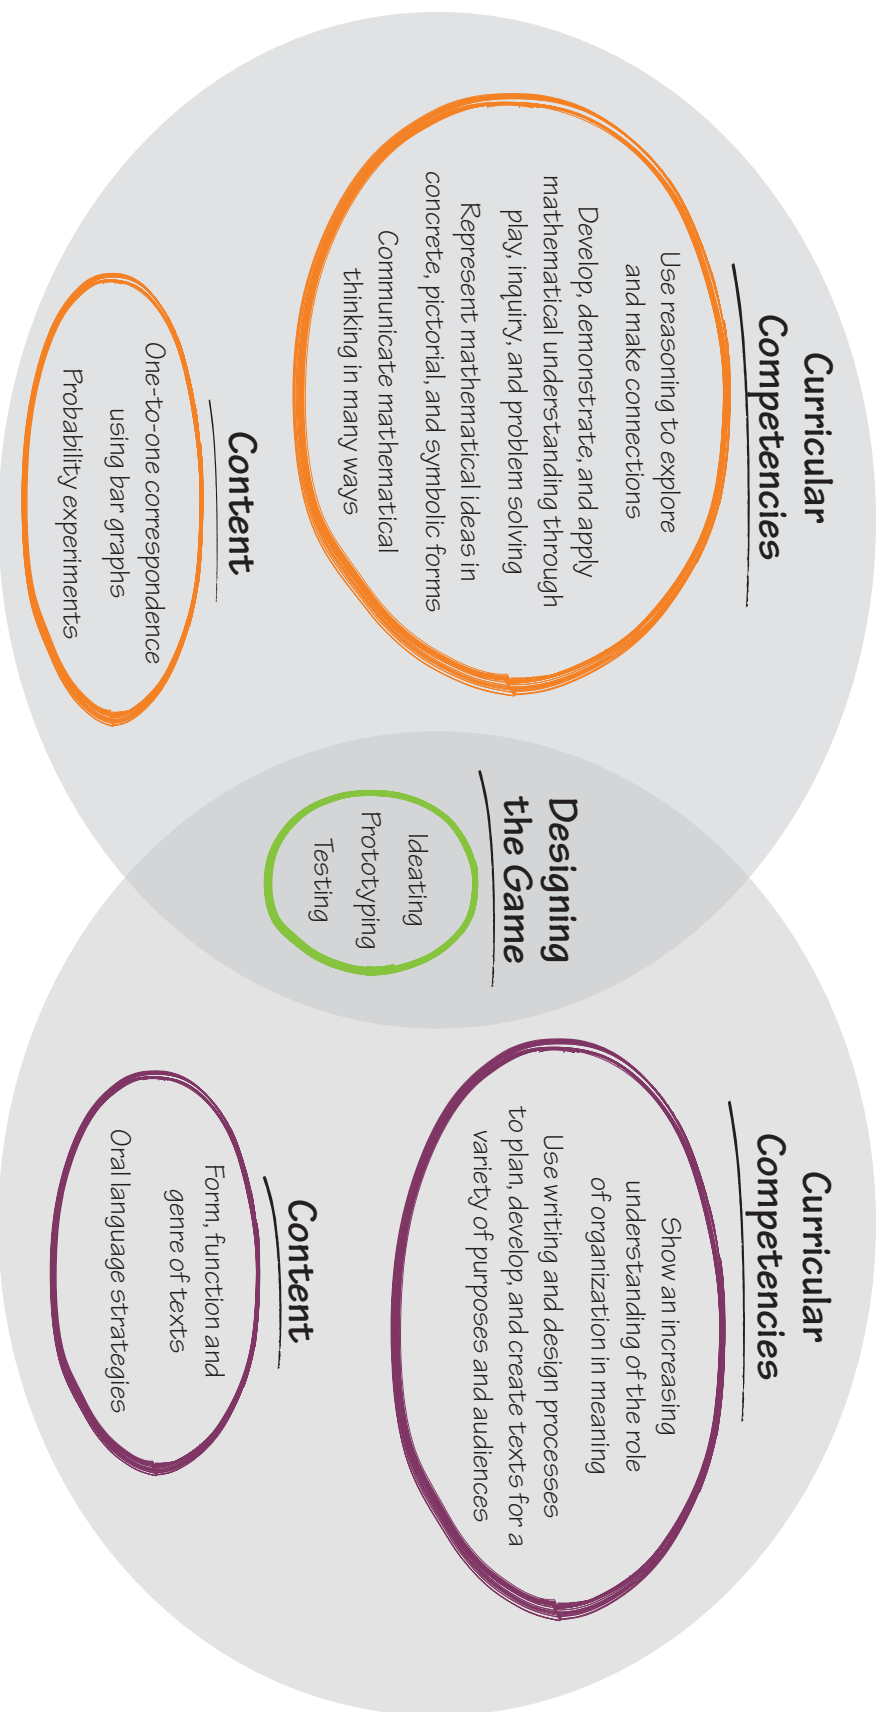 Curricular
Competencies
Use reasoning to explore
and make connections
Develop, demonstrate, and apply
mathematical understanding through
play, inquiry, and problem solving
Represent mathematical ideas in
concrete, pictorial, and symbolic forms
Communicate mathematical
thinking in many ways
Content
One-to-one correspondence
using bar graphs
Probability experiments
Designing
the Game
Ideating
Prototyping
Testing
Curricular
Competencies
Show an increasing
understanding of the role
of organization in meaning
Use writing and design processes
to plan, develop, and create texts for a
variety of purposes and audiences
Content
Form, function and
genre of texts
Oral language strategies